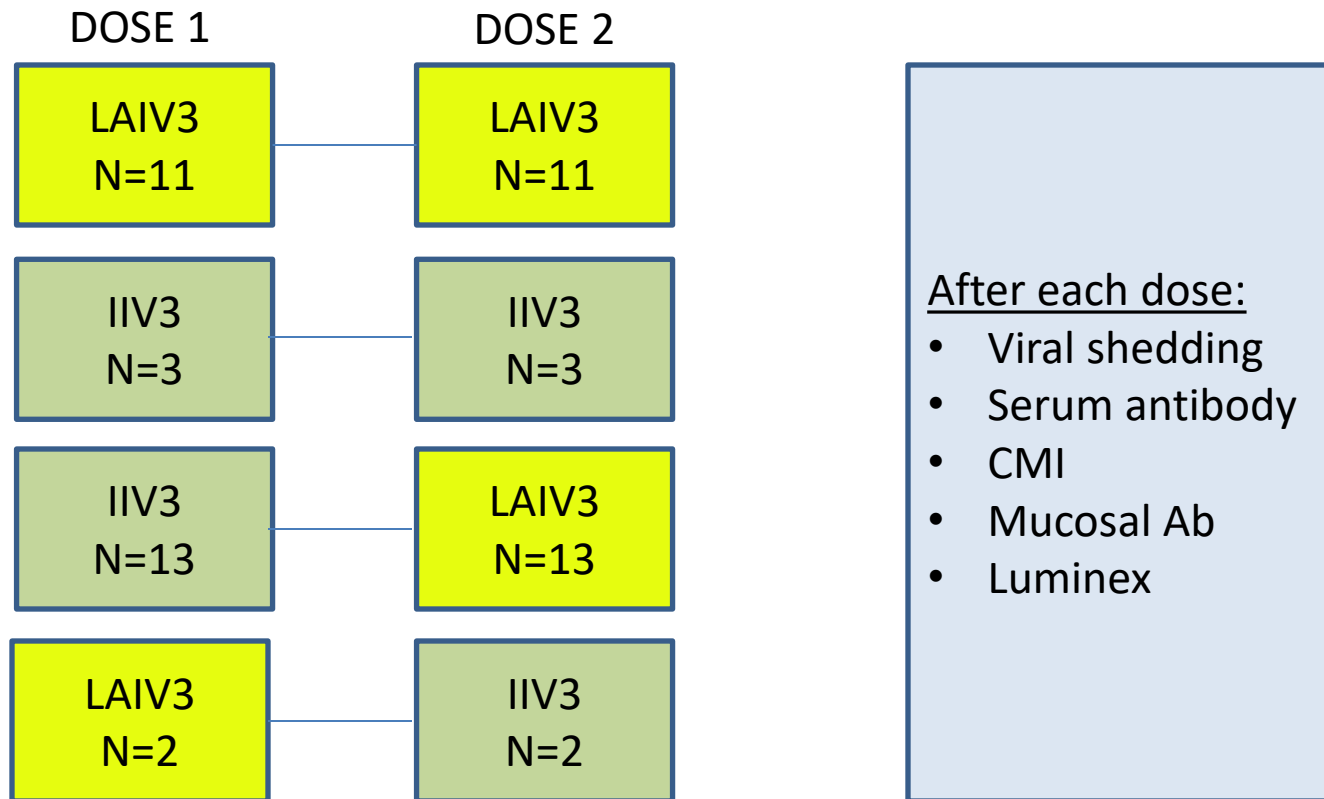 DOSE 1
DOSE 2
LAIV3
N=11
LAIV3
N=11
IIV3
N=3
IIV3
N=3
IIV3
N=13
LAIV3
N=13
LAIV3
N=2
IIV3
N=2
After each dose:
• Viral shedding
• Serum antibody
• CMI
• Mucosal Ab
• Luminex